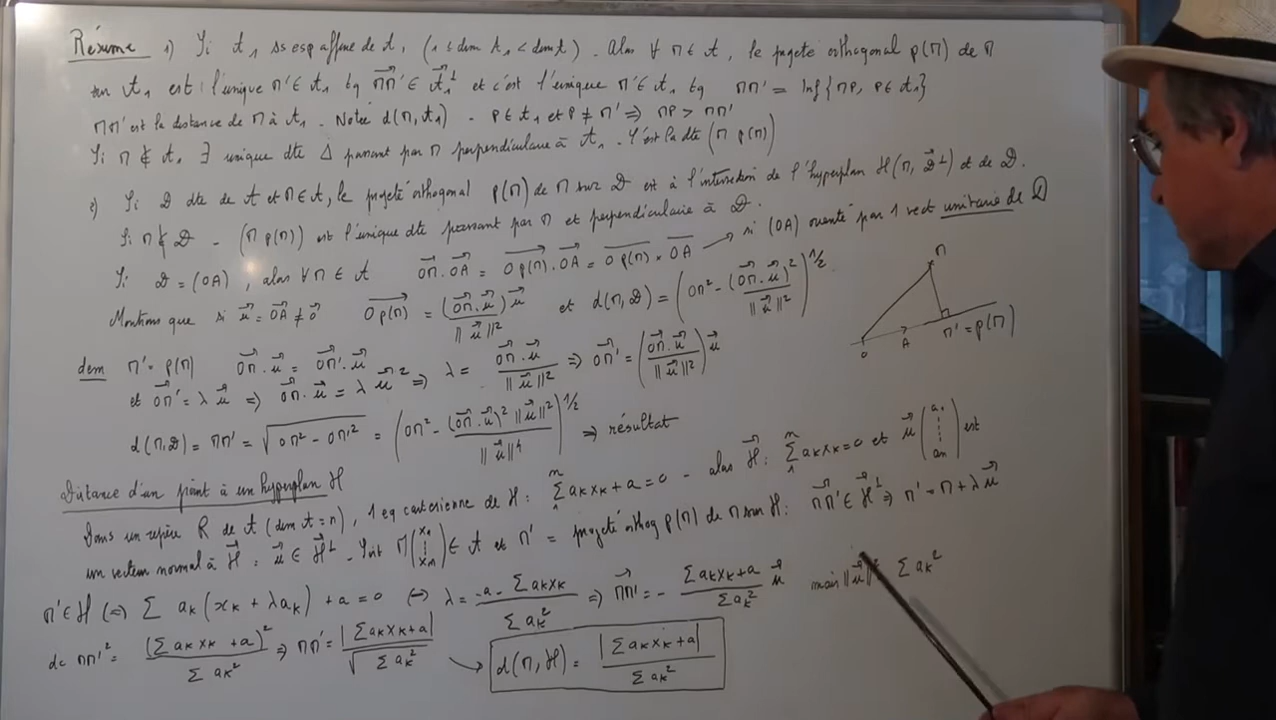 Résumé 1) Si A₁ ss esp affine de A, (1 ≤ dim A₁ < dim A). Alors ∀ M ∈ A, le projeté orthogonal p(M) de M
sur A₁ est : l'unique M' ∈ A₁ tq MM'→ ∈ A₁→^⊥ et c'est l'unique M' ∈ A₁ tq MM' = Inf{MP, P ∈ A₁}
MM' est la distance de M à A₁. Notée d(M, A₁) - P ∈ A₁ et P ≠ M' ⇒ MP > MM'
Si M ∉ A₁ ∃ unique dte Δ passant par M perpendiculaire à A₁. C'est la dte (M p(M))
2) Si D dte de A et M ∈ A, le projeté orthogonal p(M) de M sur D est à l'intersection de l'hyperplan H(M, D→^⊥) et de D.
Si M ∉ D - (M p(M)) est l'unique dte passant par M et perpendiculaire à D.
Si D = (OA), alors ∀ M ∈ A OM→ . OA→ = Op(M)→ . OA→ = Op(M) × OA → si (OA) orienté par 1 vect unitaire de D
Montrons que si u→ = OA→ ≠ 0→ Op(M)→ = (OM→ . u→ / ||u→||²) u→ et d(M, D) = (OM² - (OM→ . u→)² / ||u→||²)^1/2
M
O A M' = p(M)
dem M' = p(M) OM→ . u→ = OM'→ . u→
et OM'→ = λ u→ ⇒ OM→ . u→ = λ u→² ⇒ λ = OM→ . u→ / ||u→||² ⇒ OM'→ = (OM→ . u→ / ||u→||²) u→
d(M, D) = MM' = √(OM² - OM'²) = (OM² - (OM→ . u→)² ||u→||² / ||u→||⁴)^1/2 ⇒ résultat
Distance d'un point à un hyperplan H
Dans un repère R de A (dim A = n), 1 eq cartésienne de H : Σ₁ⁿ aₖxₖ + a = 0 - alors H→ : Σ₁ⁿ aₖxₖ = 0 et u→ (a₁ ⋮ aₙ) est
un vecteur normal à H→ : u→ ∈ H→^⊥ - Soit M (x₁ ⋮ xₙ) ∈ A et M' = projeté orthog p(M) de M sur H : MM'→ ∈ H→^⊥ ⇒ M' = M + λ u→
M' ∈ H ⇔ Σ aₖ(xₖ + λaₖ) + a = 0 ⇔ λ = (-a - Σ aₖxₖ) / Σ aₖ² ⇒ MM'→ = - (Σ aₖxₖ + a) / Σ aₖ² u→ mais ||u→||² Σ aₖ²
dc MM'² = (Σ aₖxₖ + a)² / Σ aₖ² ⇒ MM' = |Σ aₖxₖ + a| / √(Σ aₖ²) → d(M, H) = |Σ aₖxₖ + a| / Σ aₖ²